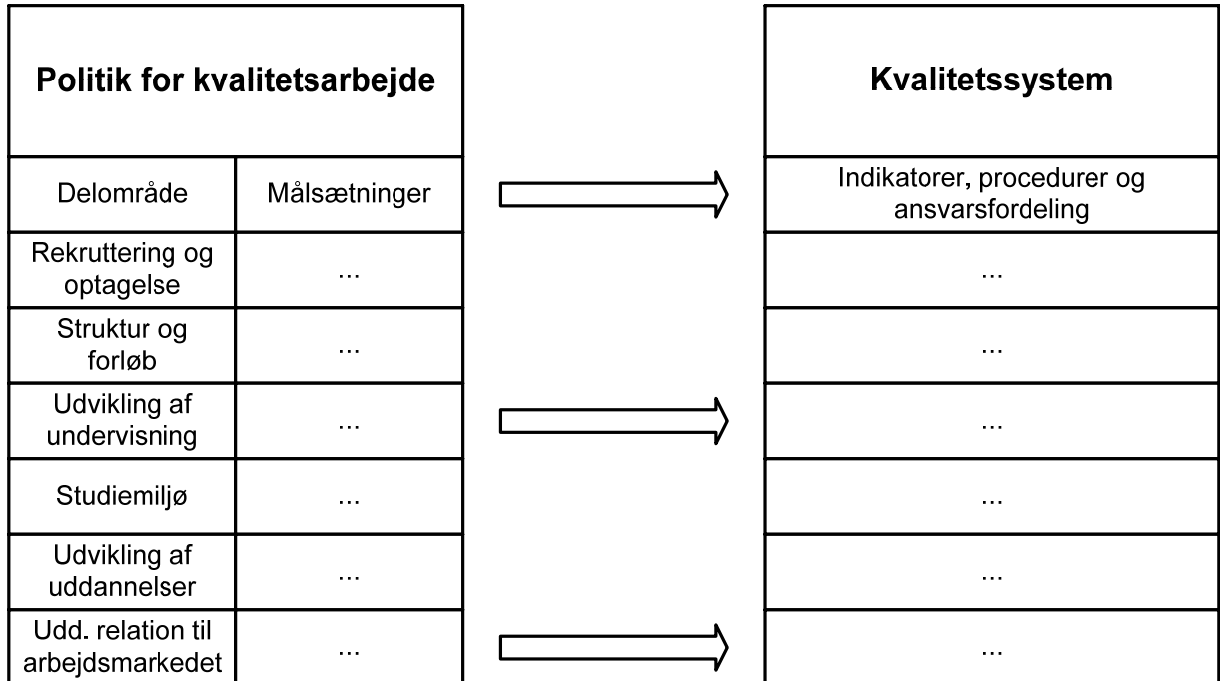 Politik for kvalitetsarbejde
Kvalitetssystem
Delområde
Målsætninger
Indikatorer, procedurer og
ansvarsfordeling
Rekruttering og
optagelse
...
...
Struktur og
forløb
...
...
Udvikling af
undervisning
...
...
Studiemiljø
...
...
Udvikling af
uddannelser
...
...
Udd. relation til
arbejdsmarkedet
...
...